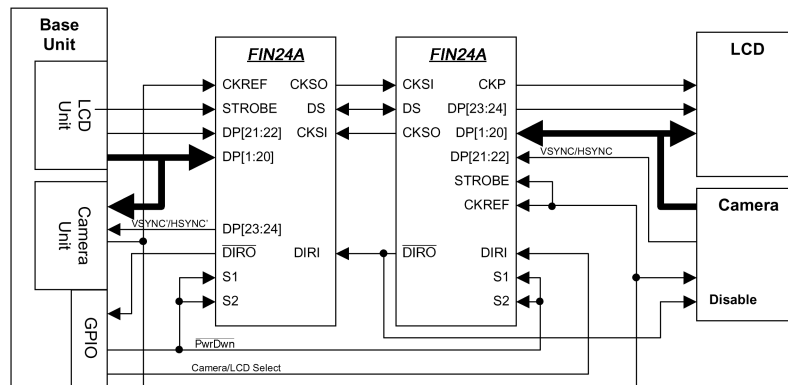 Base
Unit
LCD
Unit
Camera
Unit
GPIO
VSYNC'/HSYNC'
FIN24A
CKREF
CKSO
STROBE
DS
DP[21:22]
CKSI
DP[1:20]
DP[23:24]
DIRO
DIRI
S1
S2
PwrDwn
Camera/LCD Select
FIN24A
CKSI
CKP
DS
DP[23:24]
CKSO
DP[1:20]
DP[21:22]
STROBE
CKREF
DIRO
DIRI
S1
S2
VSYNC/HSYNC
LCD
Camera
Disable